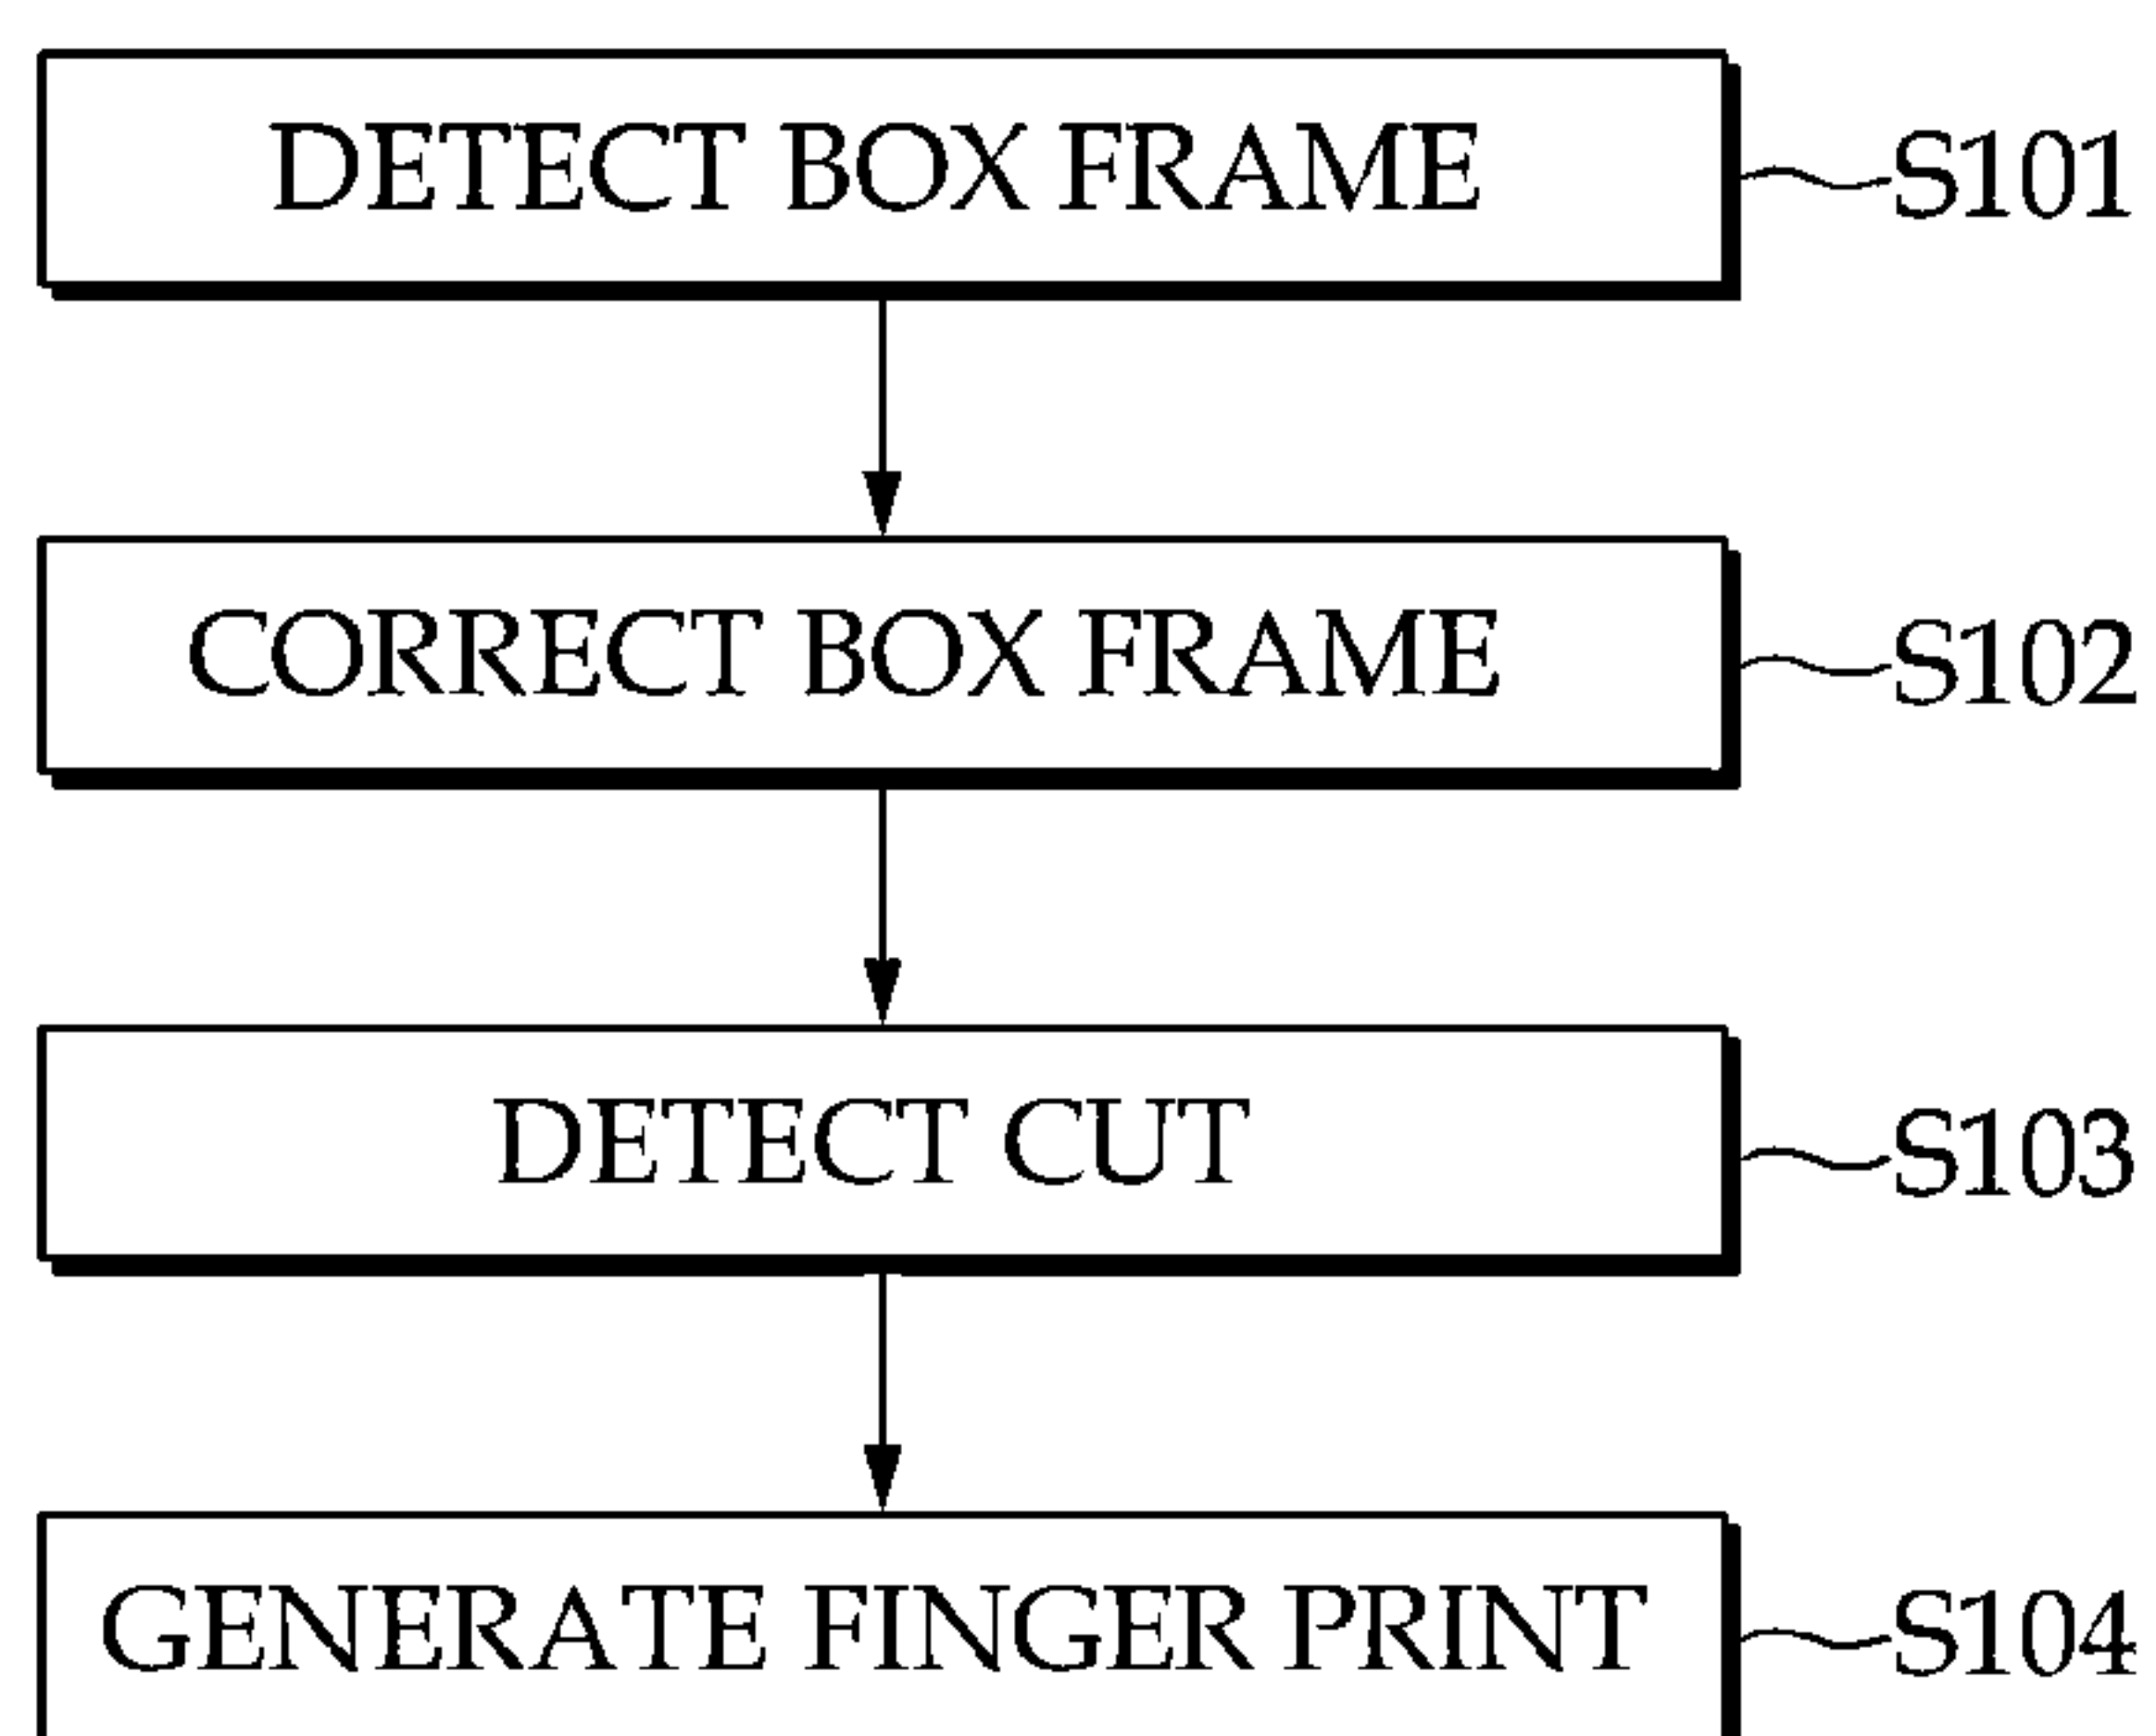 DETECT BOX FRAME S101
CORRECT BOX FRAME S102
DETECT CUT S103
GENERATE FINGER PRINT S104